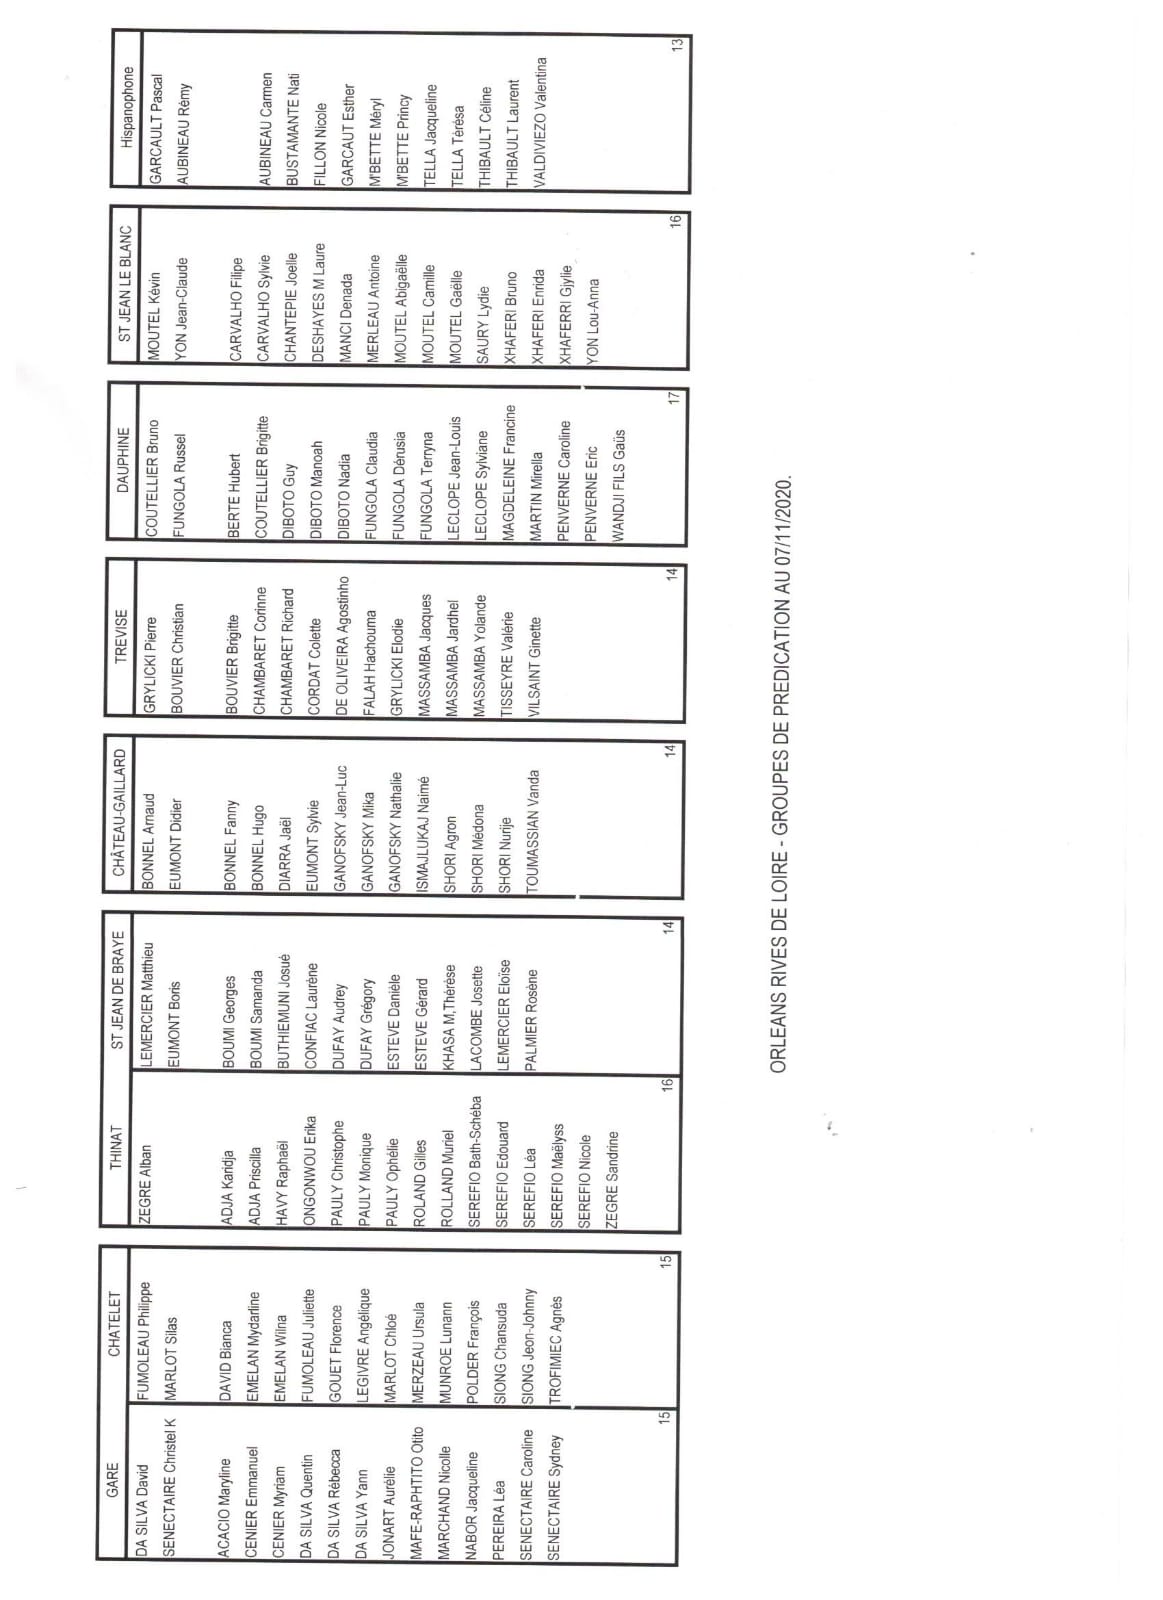 GARE
CHATELET
DA SILVA David
SENECTAIRE Christel K
ACACIO Maryline
CENIER Emmanuel
CENIER Myriam
DA SILVA Quentin
DA SILVA Rébecca
DA SILVA Yann
JONART Aurélie
MAFE-RAPHTITO Otito
MARCHAND Nicolle
NABOR Jacqueline
PEREIRA Léa
SENECTAIRE Caroline
SENECTAIRE Sydney
15
FUMOLEAU Philippe
MARLOT Silas
DAVID Bianca
EMELAN Mydarline
EMELAN Wilna
FUMOLEAU Juliette
GOUET Florence
LEGIVRE Angélique
MARLOT Chloé
MERZEAU Ursula
MUNROE Lunann
POLDER François
SIONG Chansuda
SIONG Jeon-Johnny
TROFIMIEC Agnès
15
THINAT
ST JEAN DE BRAYE
ZEGRE Alban
ADJA Karidja
ADJA Priscilla
HAVY Raphaël
ONGONWOU Erika
PAULY Christophe
PAULY Monique
PAULY Ophélie
ROLAND Gilles
ROLLAND Muriel
SEREFIO Bath-Schéba
SEREFIO Edouard
SEREFIO Léa
SEREFIO Maëlyss
SEREFIO Nicole
ZEGRE Sandrine
16
LEMERCIER Matthieu
EUMONT Boris
BOUMI Georges
BOUMI Samanda
BUTHIEMUNI Josué
CONFIAC Laurène
DUFAY Audrey
DUFAY Grégory
ESTEVE Danièle
ESTEVE Gérard
KHASA M,Thérèse
LACOMBE Josette
LEMERCIER Eloïse
PALMIER Rosène
14
CHÂTEAU-GAILLARD
BONNEL Arnaud
EUMONT Didier
BONNEL Fanny
BONNEL Hugo
DIARRA Jaël
EUMONT Sylvie
GANOFSKY Jean-Luc
GANOFSKY Mika
GANOFSKY Nathalie
ISMAJLUKAJ Naimé
SHORI Agron
SHORI Médona
SHORI Nurije
TOUMASSIAN Vanda
14
TREVISE
GRYLICKI Pierre
BOUVIER Christian
BOUVIER Brigitte
CHAMBARET Corinne
CHAMBARET Richard
CORDAT Colette
DE OLIVEIRA Agostinho
FALAH Hachouma
GRYLICKI Elodie
MASSAMBA Jacques
MASSAMBA Jardhel
MASSAMBA Yolande
TISSEYRE Valérie
VILSAINT Ginette
14
DAUPHINE
COUTELLIER Bruno
FUNGOLA Russel
BERTE Hubert
COUTELLIER Brigitte
DIBOTO Guy
DIBOTO Manoah
DIBOTO Nadia
FUNGOLA Claudia
FUNGOLA Dérusia
FUNGOLA Terryna
LECLOPE Jean-Louis
LECLOPE Sylviane
MAGDELEINE Francine
MARTIN Mirella
PENVERNE Caroline
PENVERNE Eric
WANDJI FILS Gaüs
17
ST JEAN LE BLANC
MOUTEL Kévin
YON Jean-Claude
CARVALHO Filipe
CARVALHO Sylvie
CHANTEPIE Joelle
DESHAYES M Laure
MANCI Denada
MERLEAU Antoine
MOUTEL Abigaëlle
MOUTEL Camille
MOUTEL Gaëlle
SAURY Lydie
XHAFERI Bruno
XHAFERI Enrida
XHAFERRI Gjylie
YON Lou-Anna
16
Hispanophone
GARCAULT Pascal
AUBINEAU Rémy
AUBINEAU Carmen
BUSTAMANTE Nati
FILLON Nicole
GARCAUT Esther
M'BETTE Méryl
M'BETTE Princy
TELLA Jacqueline
TELLA Térésa
THIBAULT Céline
THIBAULT Laurent
VALDIVIEZO Valentina
13
ORLEANS RIVES DE LOIRE - GROUPES DE PREDICATION AU 07/11/2020.